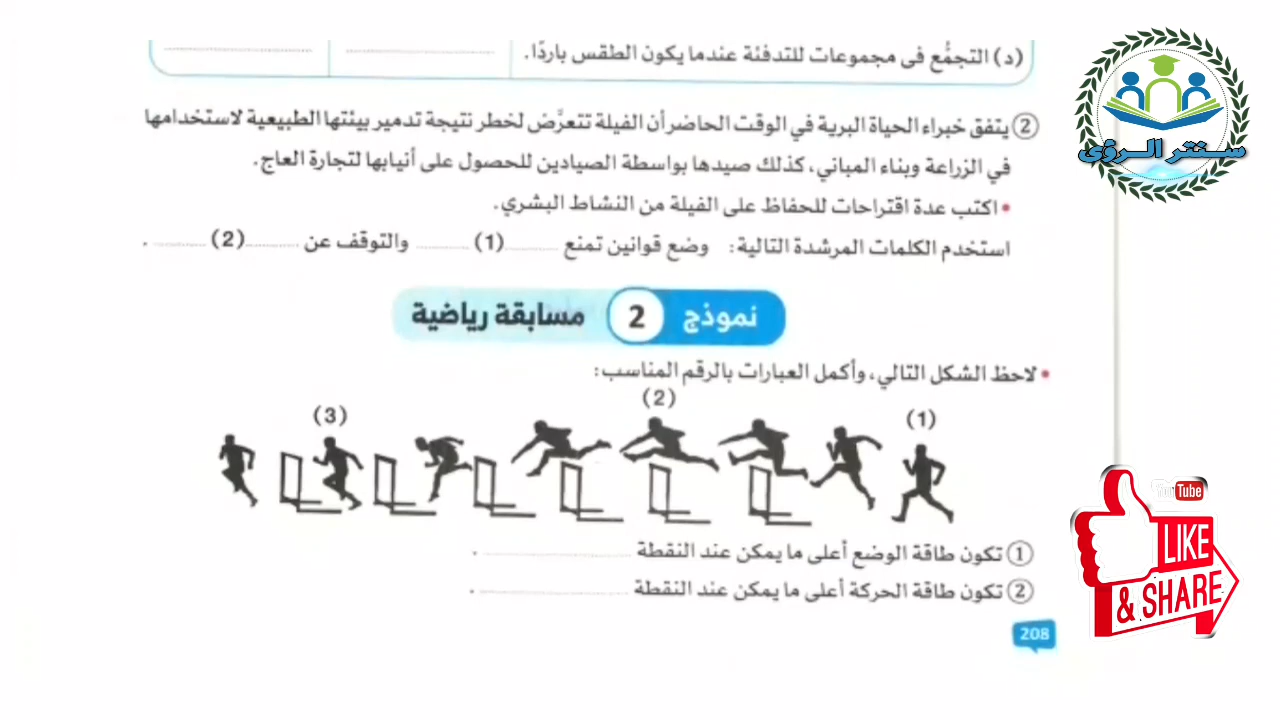 (د) التجمُّع فى مجموعات للتدفئة عندما يكون الطقس باردًا.
② يتفق خبراء الحياة البرية في الوقت الحاضر أن الفيلة تتعرَّض لخطر نتيجة تدمير بيئتها الطبيعية لاستخدامها
في الزراعة وبناء المباني، كذلك صيدها بواسطة الصيادين للحصول على أنيابها لتجارة العاج.
• اكتب عدة اقتراحات للحفاظ على الفيلة من النشاط البشري.
استخدم الكلمات المرشدة التالية: وضع قوانين تمنع ............(1)............ والتوقف عن ............(2)............ .
نموذج 2 مسابقة رياضية
• لاحظ الشكل التالي، وأكمل العبارات بالرقم المناسب:
(1) (2) (3)
① تكون طاقة الوضع أعلى ما يمكن عند النقطة ........................ .
② تكون طاقة الحركة أعلى ما يمكن عند النقطة ........................ .
208
سنتر الرؤى
YouTube
LIKE
& SHARE